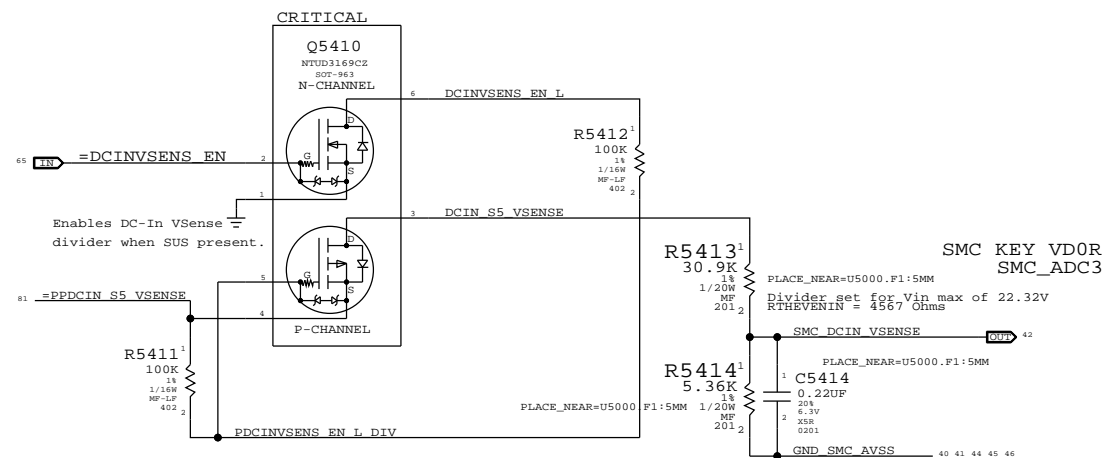 CRITICAL
Q5410
NTUD3169CZ
SOT-963
N-CHANNEL
6 DCINVSENS_EN_L
D
R5412 1
100K
1%
1/16W
MF-LF
402 2
65 IN =DCINVSENS_EN 2
G
S
1
Enables DC-In VSense
divider when SUS present.
3 DCIN_S5_VSENSE
D
R5413 1
30.9K
1%
1/20W
MF
201 2
PLACE_NEAR=U5000.F1:5MM
SMC KEY VD0R
SMC_ADC3
Divider set for Vin max of 22.32V
RTHEVENIN = 4567 Ohms
5
G
81 =PPDCIN_S5_VSENSE
S
4
P-CHANNEL
SMC_DCIN_VSENSE OUT 42
R5411 1
100K
1%
1/16W
MF-LF
402
2
PLACE_NEAR=U5000.F1:5MM
R5414 1
5.36K
1%
1/20W
MF
201 2
PLACE_NEAR=U5000.F1:5MM
1 C5414
0.22UF
20%
6.3V
2 X5R
0201
PDCINVSENS_EN_L_DIV
GND_SMC_AVSS 40 41 44 45 46